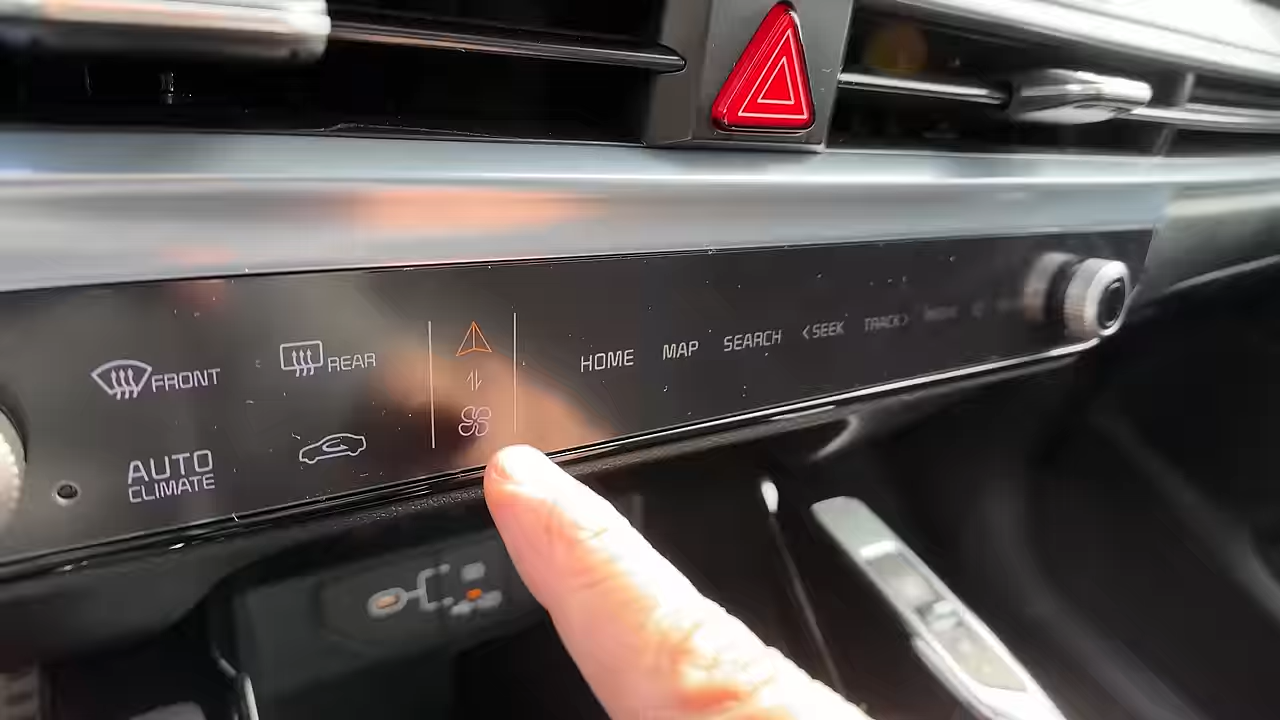 FRONT
REAR
HOME
MAP
SEARCH
<SEEK
TRACK>
AUTO
CLIMATE